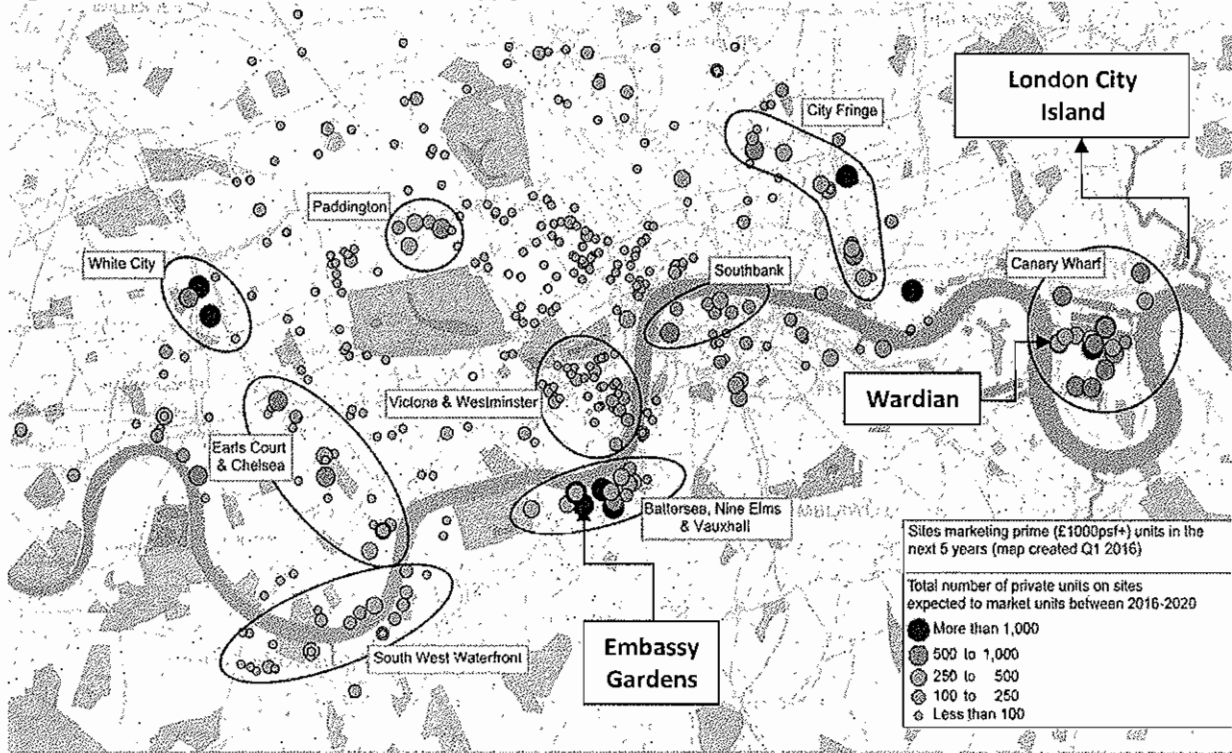 London City
Island
City Fringe
Paddington
White City
Southbank
Canary Wharf
Victoria & Westminster
Wardian
Earls Court
& Chelsea
Battersea, Nine Elms
& Vauxhall
Embassy
Gardens
South West Waterfront
Sites marketing prime (£1000psf+) units in the
next 5 years (map created Q1 2016)
Total number of private units on sites
expected to market units between 2016-2020
More than 1,000
500 to 1,000
250 to 500
100 to 250
Less than 100